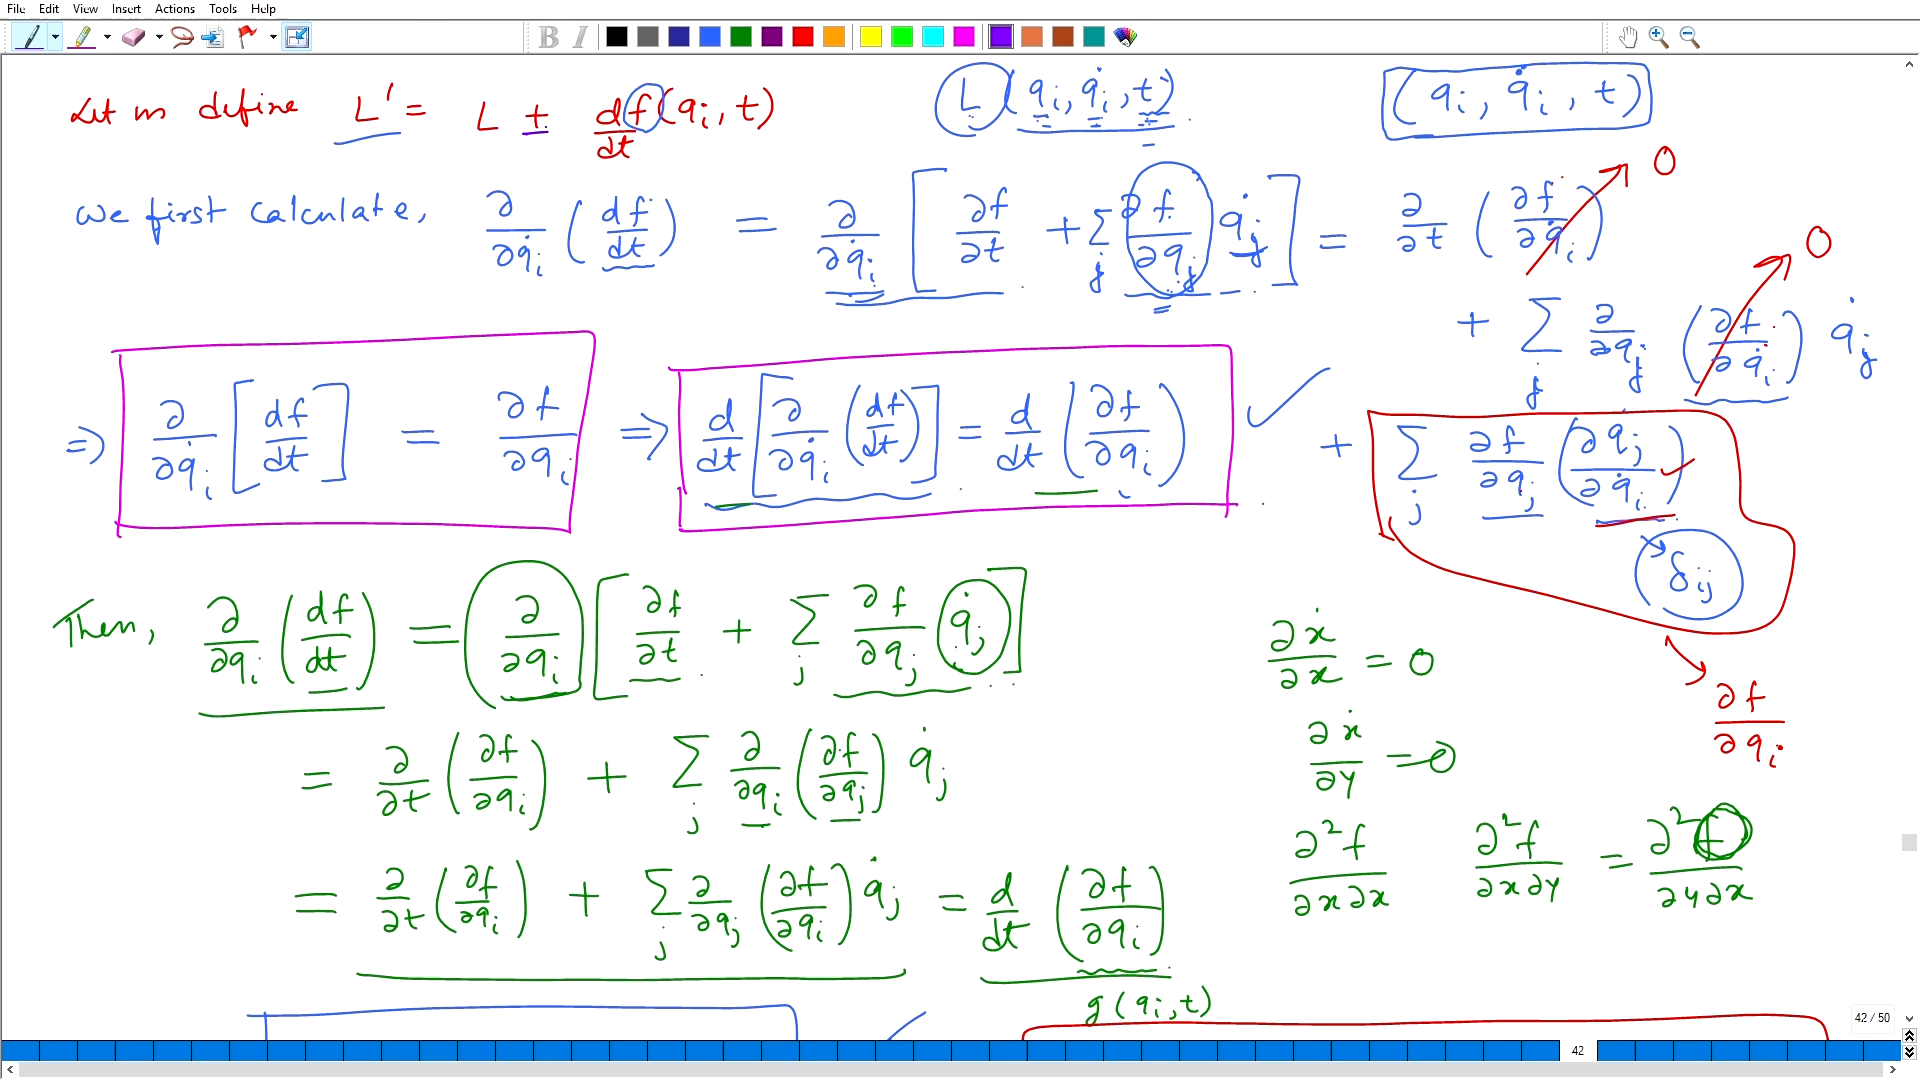 File Edit View Insert Actions Tools Help
B I
Let us define L' = L ± df/dt (qᵢ, t)
L (qᵢ, q̇ᵢ, t)
(qᵢ, q̇ᵢ, t)
We first calculate, ∂/∂q̇ᵢ (df/dt) = ∂/∂q̇ᵢ [ ∂f/∂t + Σⱼ ∂f/∂qⱼ q̇ⱼ ] = ∂/∂t (∂f/∂q̇ᵢ) → 0
+ Σⱼ ∂/∂qⱼ (∂f/∂q̇ᵢ) q̇ⱼ → 0
⇒ ∂/∂q̇ᵢ [df/dt] = ∂f/∂qᵢ ⇒ d/dt [∂/∂q̇ᵢ (df/dt)] = d/dt (∂f/∂qᵢ) ✓
+ Σⱼ ∂f/∂qⱼ (∂q̇ⱼ/∂q̇ᵢ)
→ δᵢⱼ
→ ∂f/∂qᵢ
Then, ∂/∂qᵢ (df/dt) = ∂/∂qᵢ [ ∂f/∂t + Σⱼ ∂f/∂qⱼ q̇ⱼ ]
∂ẋ/∂x = 0
= ∂/∂t (∂f/∂qᵢ) + Σⱼ ∂/∂qᵢ (∂f/∂qⱼ) q̇ⱼ
∂ẋ/∂y = 0
= ∂/∂t (∂f/∂qᵢ) + Σⱼ ∂/∂qⱼ (∂f/∂qᵢ) q̇ⱼ = d/dt (∂f/∂qᵢ)
∂²f/∂x∂x ∂²f/∂x∂y = ∂²f/∂y∂x
g(qᵢ, t)
42 / 50
42